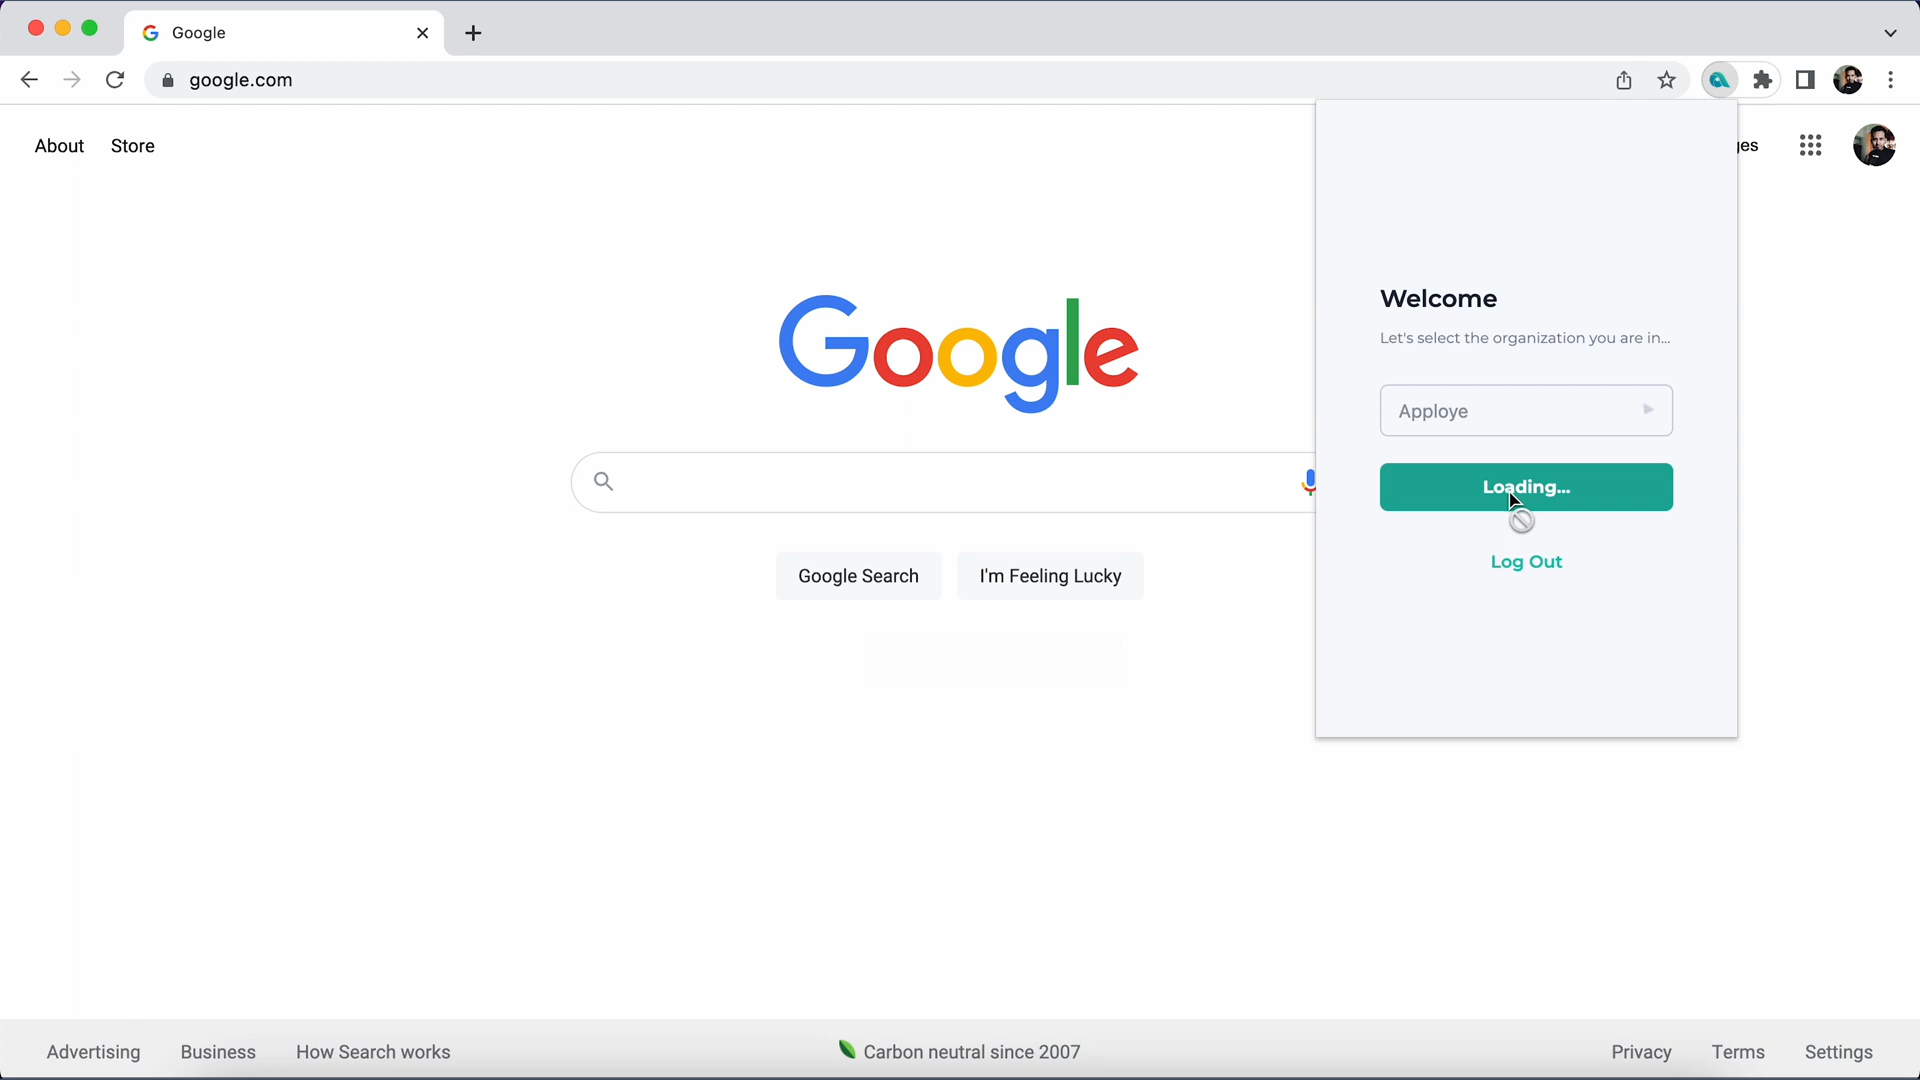 Google
google.com
About
Store
ges
Google
Welcome
Let's select the organization you are in...
Apploye
Loading...
Log Out
Google Search
I'm Feeling Lucky
Advertising
Business
How Search works
Carbon neutral since 2007
Privacy
Terms
Settings